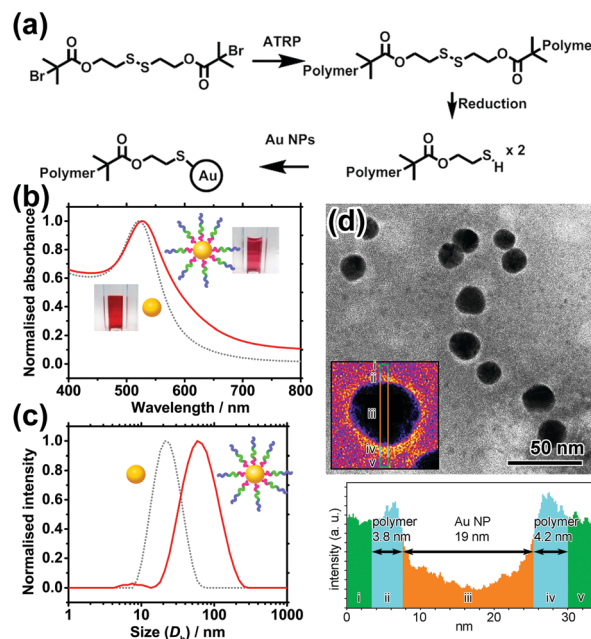 (a)
Br
O
O
S
S
O
O
Br
ATRP
Polymer
O
O
S
S
O
O
Polymer
Reduction
Polymer
O
O
S
H
x 2
Au NPs
Polymer
O
O
S
Au
(b)
Normalised absorbance
1.0
0.8
0.6
0.4
0.2
0.0
400 500 600 700 800
Wavelength / nm
(c)
Normalised intensity
1.0
0.8
0.6
0.4
0.2
0.0
1 10 100 1000
Size (Dh) / nm
(d)
i
ii
iii
iv
v
50 nm
intensity (a. u.)
polymer
3.8 nm
Au NP
19 nm
polymer
4.2 nm
i ii iii iv v
0 10 20 30
nm